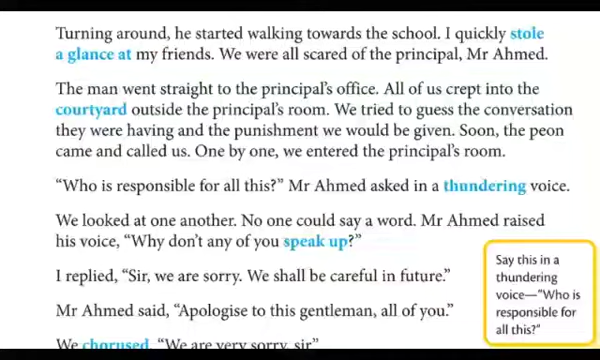 Turning around, he started walking towards the school. I quickly stole
a glance at my friends. We were all scared of the principal, Mr Ahmed.
The man went straight to the principal's office. All of us crept into the
courtyard outside the principal's room. We tried to guess the conversation
they were having and the punishment we would be given. Soon, the peon
came and called us. One by one, we entered the principal's room.
“Who is responsible for all this?” Mr Ahmed asked in a thundering voice.
We looked at one another. No one could say a word. Mr Ahmed raised
his voice, “Why don't any of you speak up?”
I replied, “Sir, we are sorry. We shall be careful in future.”
Mr Ahmed said, “Apologise to this gentleman, all of you.”
We chorused, “We are very sorry, sir”
Say this in a
thundering
voice—“Who is
responsible for
all this?”